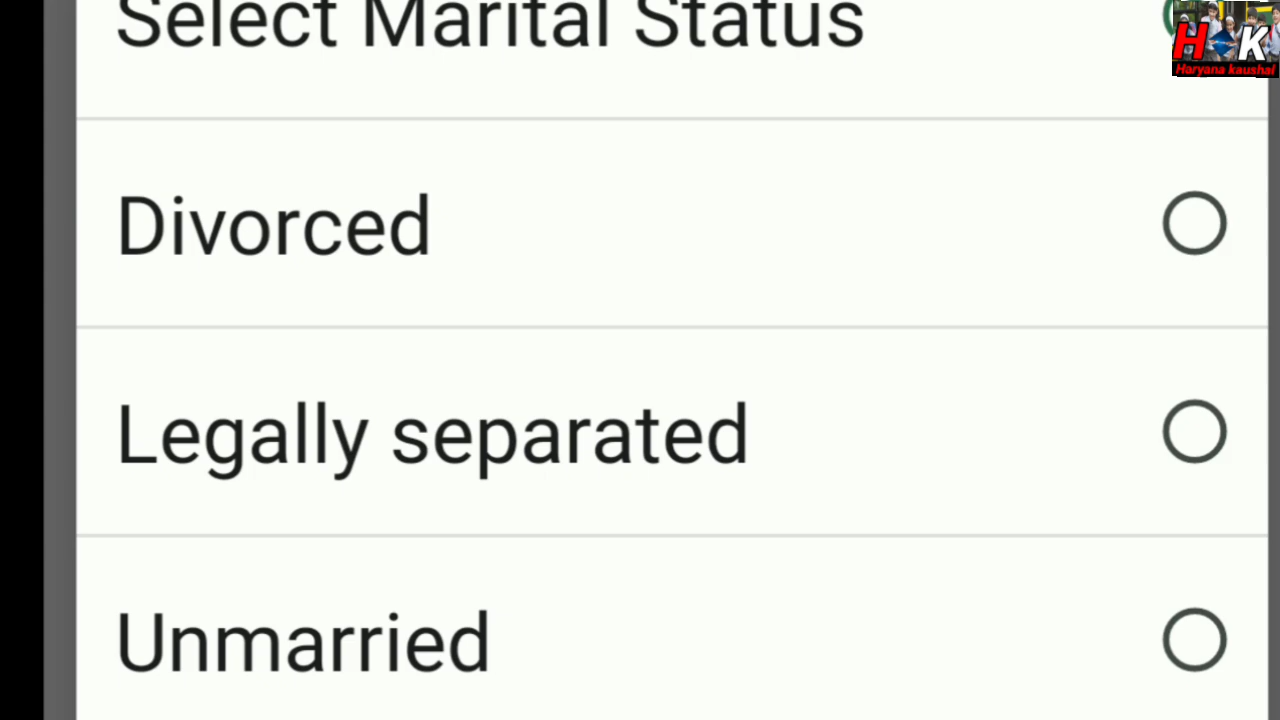 Select Marital Status
H K
Haryana kaushal
Divorced
Legally separated
Unmarried